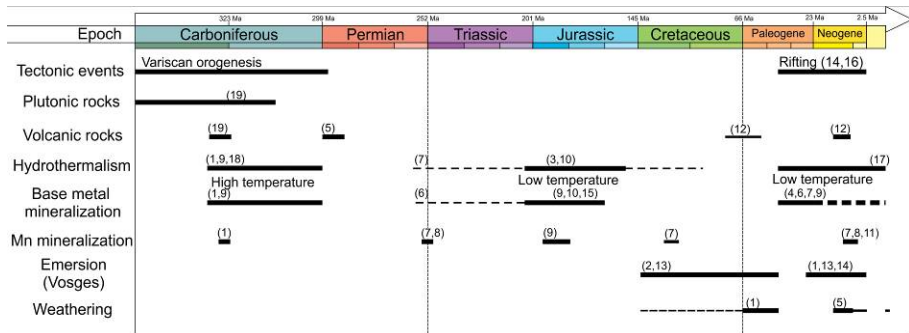 323 Ma 299 Ma 252 Ma 201 Ma 145 Ma 66 Ma 23 Ma 2.5 Ma
Epoch Carboniferous Permian Triassic Jurassic Cretaceous Paleogene Neogene
Tectonic events Variscan orogenesis Rifting (14,16)
Plutonic rocks (19)
Volcanic rocks (19) (5) (12) (12)
Hydrothermalism (1,9,18) (7) (3,10) (17)
High temperature Low temperature Low temperature
Base metal mineralization (1,9) (6) (9,10,15) (4,6,7,9)
Mn mineralization (1) (7,8) (9) (7) (7,8,11)
Emersion (Vosges) (2,13) (1,13,14)
Weathering (1) (5)